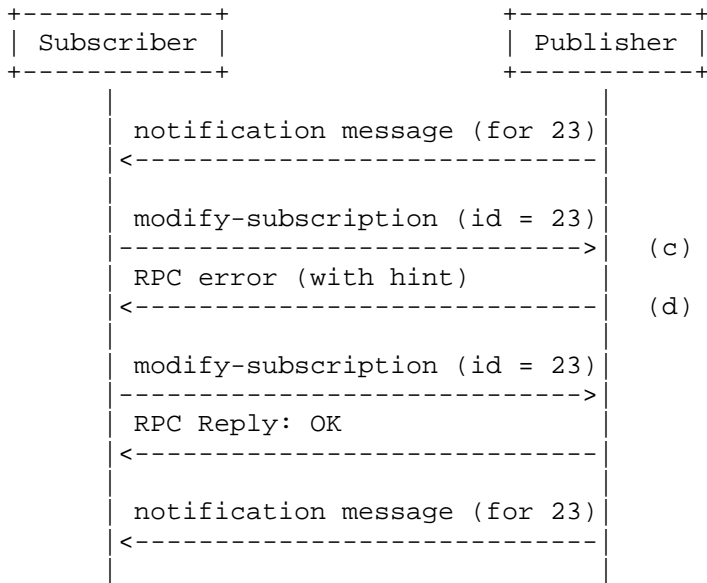 Subscriber Publisher
notification message (for 23)
modify-subscription (id = 23)
(c)
RPC error (with hint)
(d)
modify-subscription (id = 23)
RPC Reply: OK
notification message (for 23)